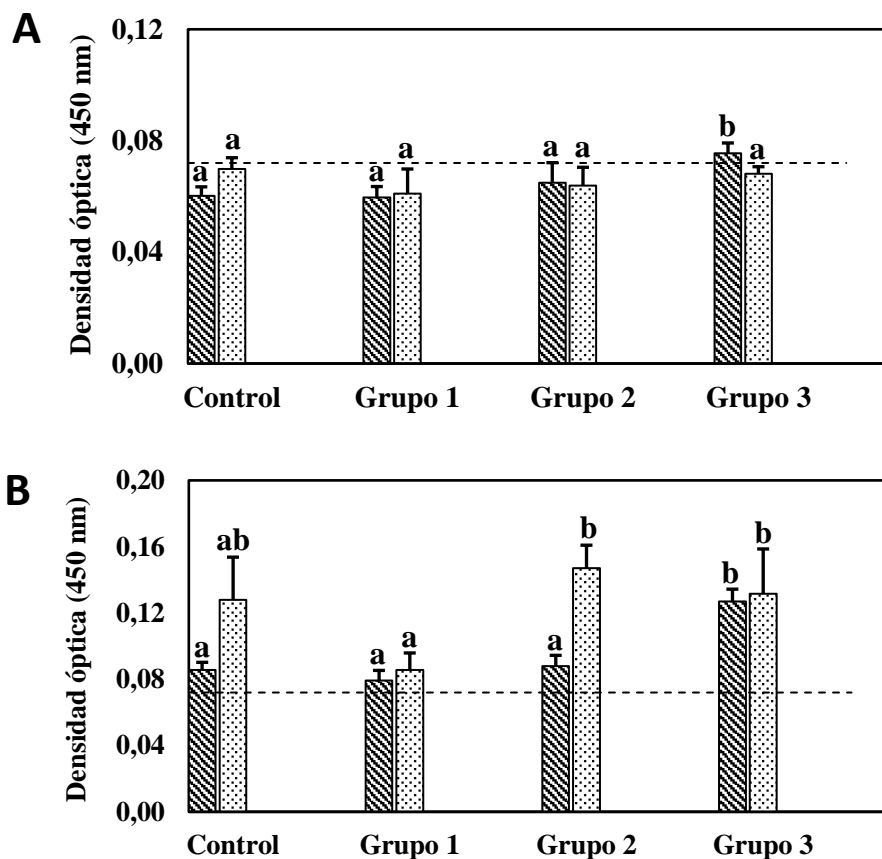 A
Densidad óptica (450 nm)
0,12
0,08
0,04
0,00
a a a a a a b a
Control Grupo 1 Grupo 2 Grupo 3
B
Densidad óptica (450 nm)
0,20
0,16
0,12
0,08
0,04
0,00
a ab a a a b b b
Control Grupo 1 Grupo 2 Grupo 3